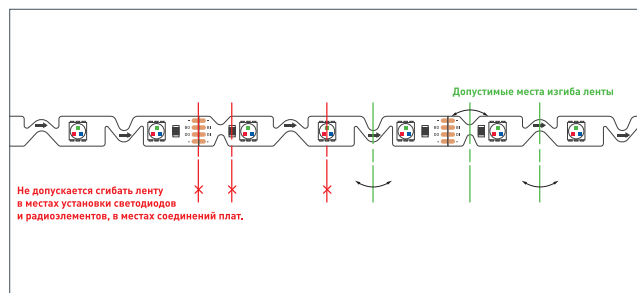 Допустимые места изгиба ленты
Не допускается сгибать ленту
в местах установки светодиодов
и радиоэлементов, в местах соединений плат.